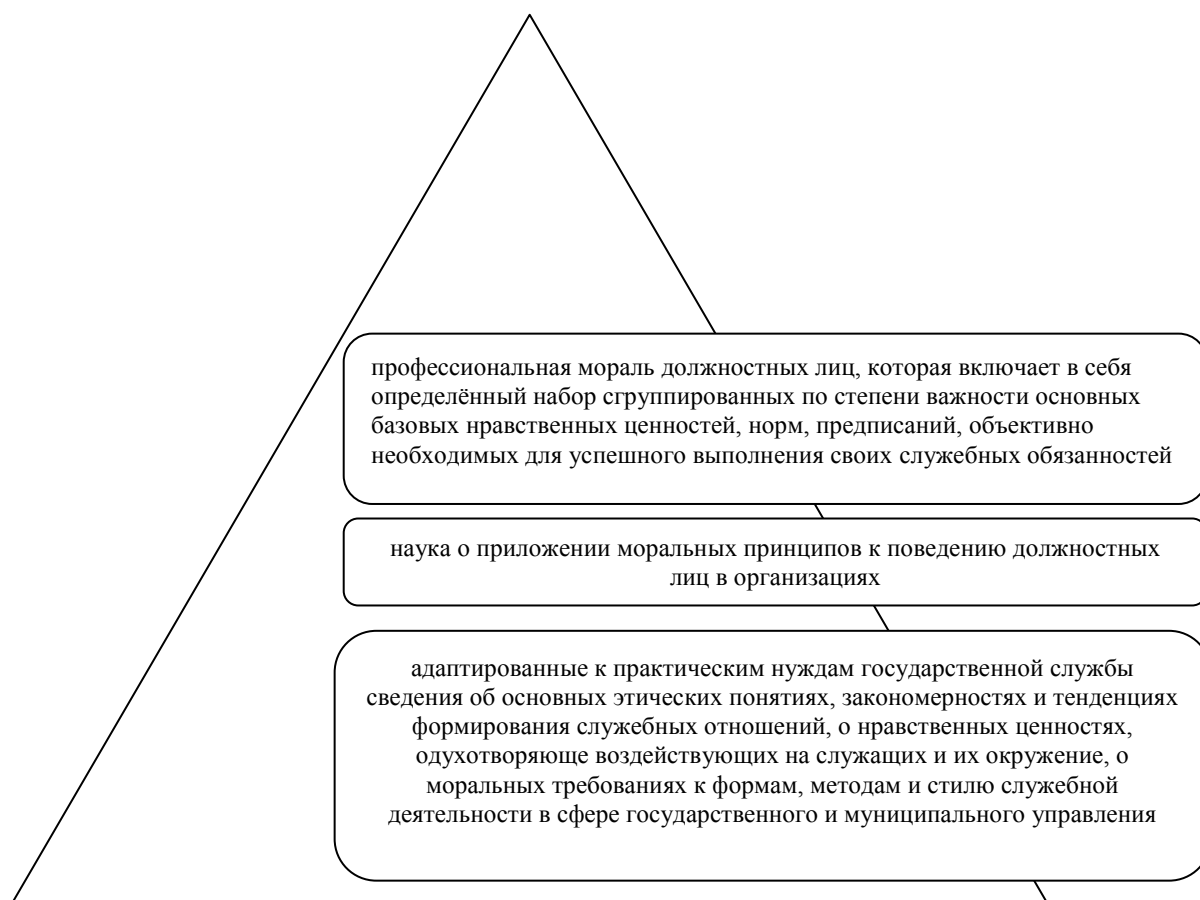 профессиональная мораль должностных лиц, которая включает в себя
определённый набор сгруппированных по степени важности основных
базовых нравственных ценностей, норм, предписаний, объективно
необходимых для успешного выполнения своих служебных обязанностей
наука о приложении моральных принципов к поведению должностных
лиц в организациях
адаптированные к практическим нуждам государственной службы
сведения об основных этических понятиях, закономерностях и тенденциях
формирования служебных отношений, о нравственных ценностях,
одухотворяюще воздействующих на служащих и их окружение, о
моральных требованиях к формам, методам и стилю служебной
деятельности в сфере государственного и муниципального управления